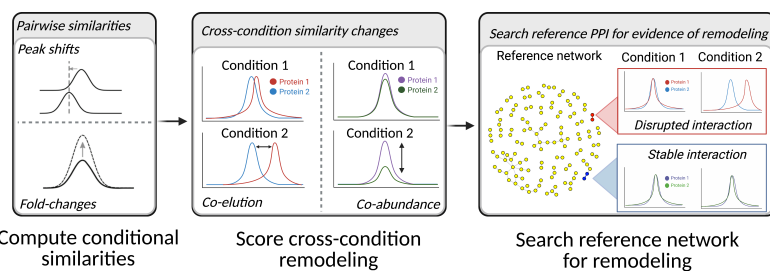 Pairwise similarities
Peak shifts
Fold-changes
Compute conditional
similarities
Cross-condition similarity changes
Condition 1
Protein 1
Protein 2
Condition 1
Protein 1
Protein 2
Condition 2
Condition 2
Co-elution
Co-abundance
Score cross-condition
remodeling
Search reference PPI for evidence of remodeling
Reference network
Condition 1
Condition 2
Protein 1
Protein 2
Disrupted interaction
Stable interaction
Protein 1
Protein 2
Search reference network
for remodeling